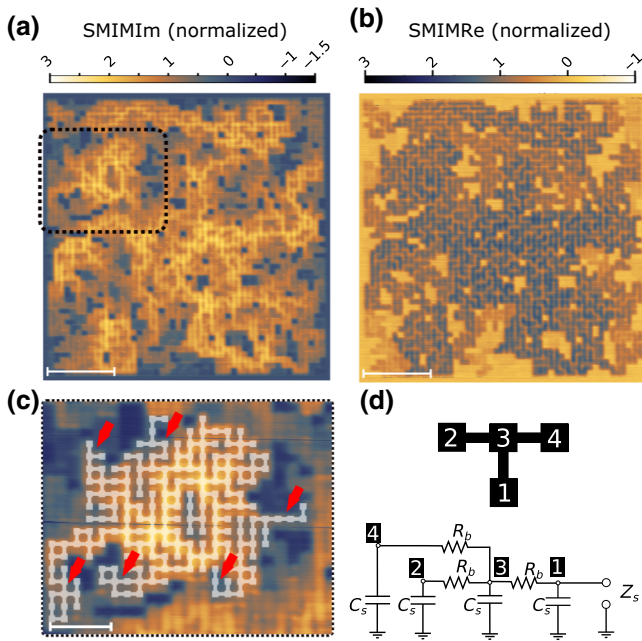 (a) SMIMIm (normalized)
3 2 1 0 −1 −1.5
(b) SMIMRe (normalized)
3 2 1 0 −1
(c)
(d)
2 3 4
1
4
R_b
2 R_b 3 R_b 1
C_s C_s C_s C_s Z_s